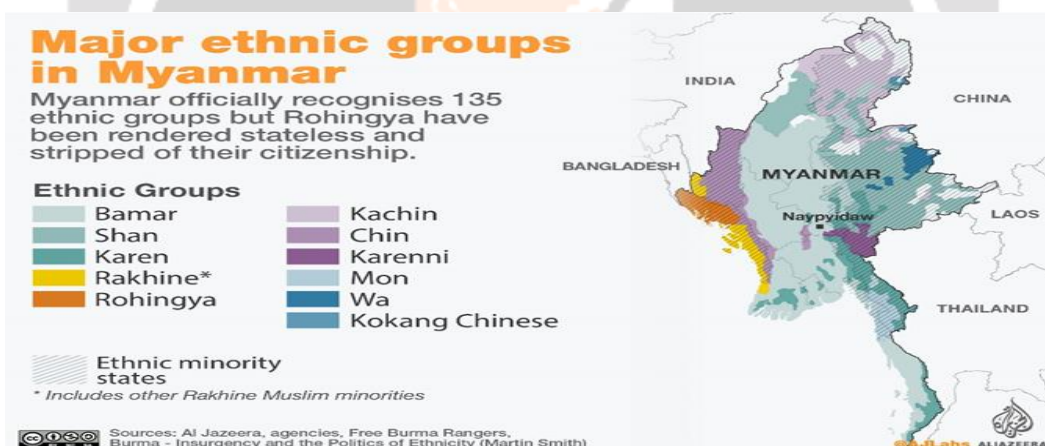 Major ethnic groups
in Myanmar
Myanmar officially recognises 135
ethnic groups but Rohingya have
been rendered stateless and
stripped of their citizenship.
Ethnic Groups
Bamar
Shan
Karen
Rakhine*
Rohingya
Kachin
Chin
Karenni
Mon
Wa
Kokang Chinese
Ethnic minority
states
* Includes other Rakhine Muslim minorities
Sources: Al Jazeera, agencies, Free Burma Rangers,
Burma - Insurgency and the Politics of Ethnicity (Martin Smith)
INDIA
CHINA
BANGLADESH
MYANMAR
Naypyidaw
LAOS
THAILAND
ALJAZEERA